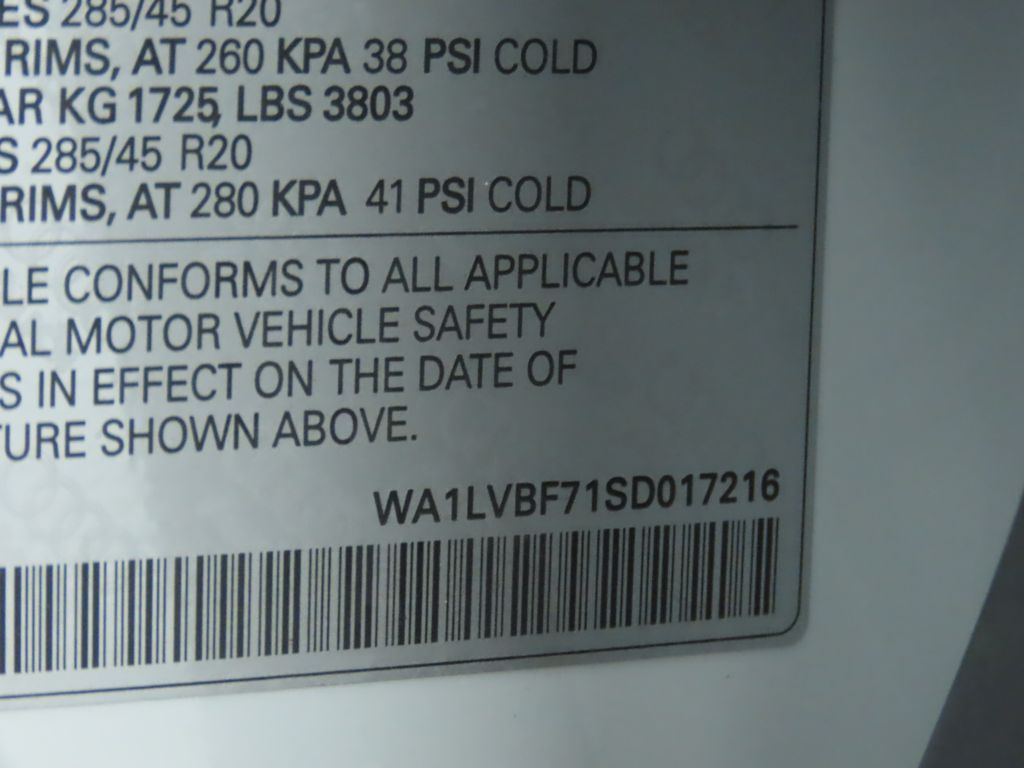 ES 285/45 R20
RIMS, AT 260 KPA 38 PSI COLD
AR KG 1725, LBS 3803
S 285/45 R20
RIMS, AT 280 KPA 41 PSI COLD
LE CONFORMS TO ALL APPLICABLE
AL MOTOR VEHICLE SAFETY
S IN EFFECT ON THE DATE OF
TURE SHOWN ABOVE.
WA1LVBF71SD017216